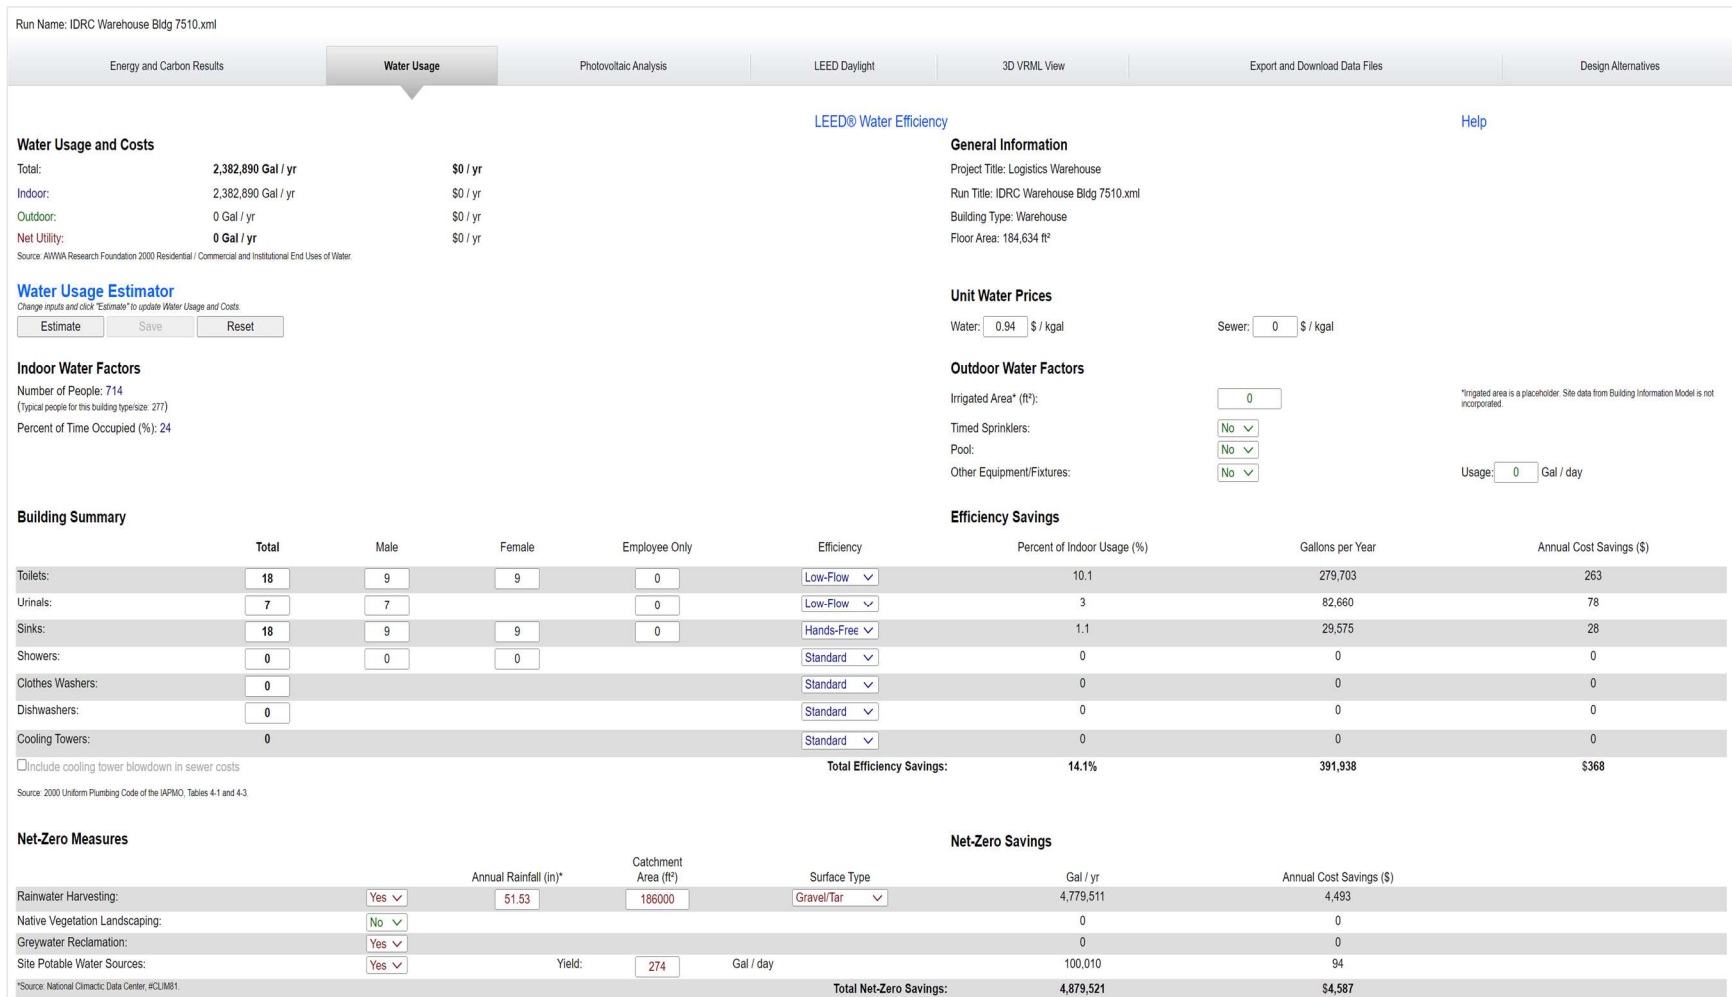 Run Name: IDRC Warehouse Bldg 7510.xml
Energy and Carbon Results Water Usage Photovoltaic Analysis LEED Daylight 3D VRML View Export and Download Data Files Design Alternatives
LEED® Water Efficiency Help
Water Usage and Costs General Information
Total: 2,382,890 Gal / yr $0 / yr Project Title: Logistics Warehouse
Indoor: 2,382,890 Gal / yr $0 / yr Run Title: IDRC Warehouse Bldg 7510.xml
Outdoor: 0 Gal / yr $0 / yr Building Type: Warehouse
Net Utility: 0 Gal / yr $0 / yr Floor Area: 184,634 ft²
Source: AWWA Research Foundation 2000 Residential / Commercial and Institutional End Uses of Water.
Water Usage Estimator Unit Water Prices
Change inputs and click "Estimate" to update Water Usage and Costs.
Estimate Save Reset Water: 0.94 $ / kgal Sewer: 0 $ / kgal
Indoor Water Factors Outdoor Water Factors
Number of People: 714 Irrigated Area* (ft²): 0 *Irrigated area is a placeholder. Site data from Building Information Model is not
incorporated.
(Typical people for this building type/size: 277)
Percent of Time Occupied (%): 24 Timed Sprinklers: No
Pool: No
Other Equipment/Fixtures: No Usage: 0 Gal / day
Building Summary Efficiency Savings
Total Male Female Employee Only Efficiency Percent of Indoor Usage (%) Gallons per Year Annual Cost Savings ($)
Toilets: 18 9 9 0 Low-Flow 10.1 279,703 263
Urinals: 7 7 0 Low-Flow 3 82,660 78
Sinks: 18 9 9 0 Hands-Free 1.1 29,575 28
Showers: 0 0 0 Standard 0 0 0
Clothes Washers: 0 Standard 0 0 0
Dishwashers: 0 Standard 0 0 0
Cooling Towers: 0 Standard 0 0 0
Include cooling tower blowdown in sewer costs Total Efficiency Savings: 14.1% 391,938 $368
Source: 2000 Uniform Plumbing Code of the IAPMO, Tables 4-1 and 4-3.
Net-Zero Measures Net-Zero Savings
Annual Rainfall (in)* Catchment
Area (ft²) Surface Type Gal / yr Annual Cost Savings ($)
Rainwater Harvesting: Yes 51.53 186000 Gravel/Tar 4,779,511 4,493
Native Vegetation Landscaping: No 0 0
Greywater Reclamation: Yes 0 0
Site Potable Water Sources: Yes Yield: 274 Gal / day 100,010 94
*Source: National Climactic Data Center, #CLIM81. Total Net-Zero Savings: 4,879,521 $4,587